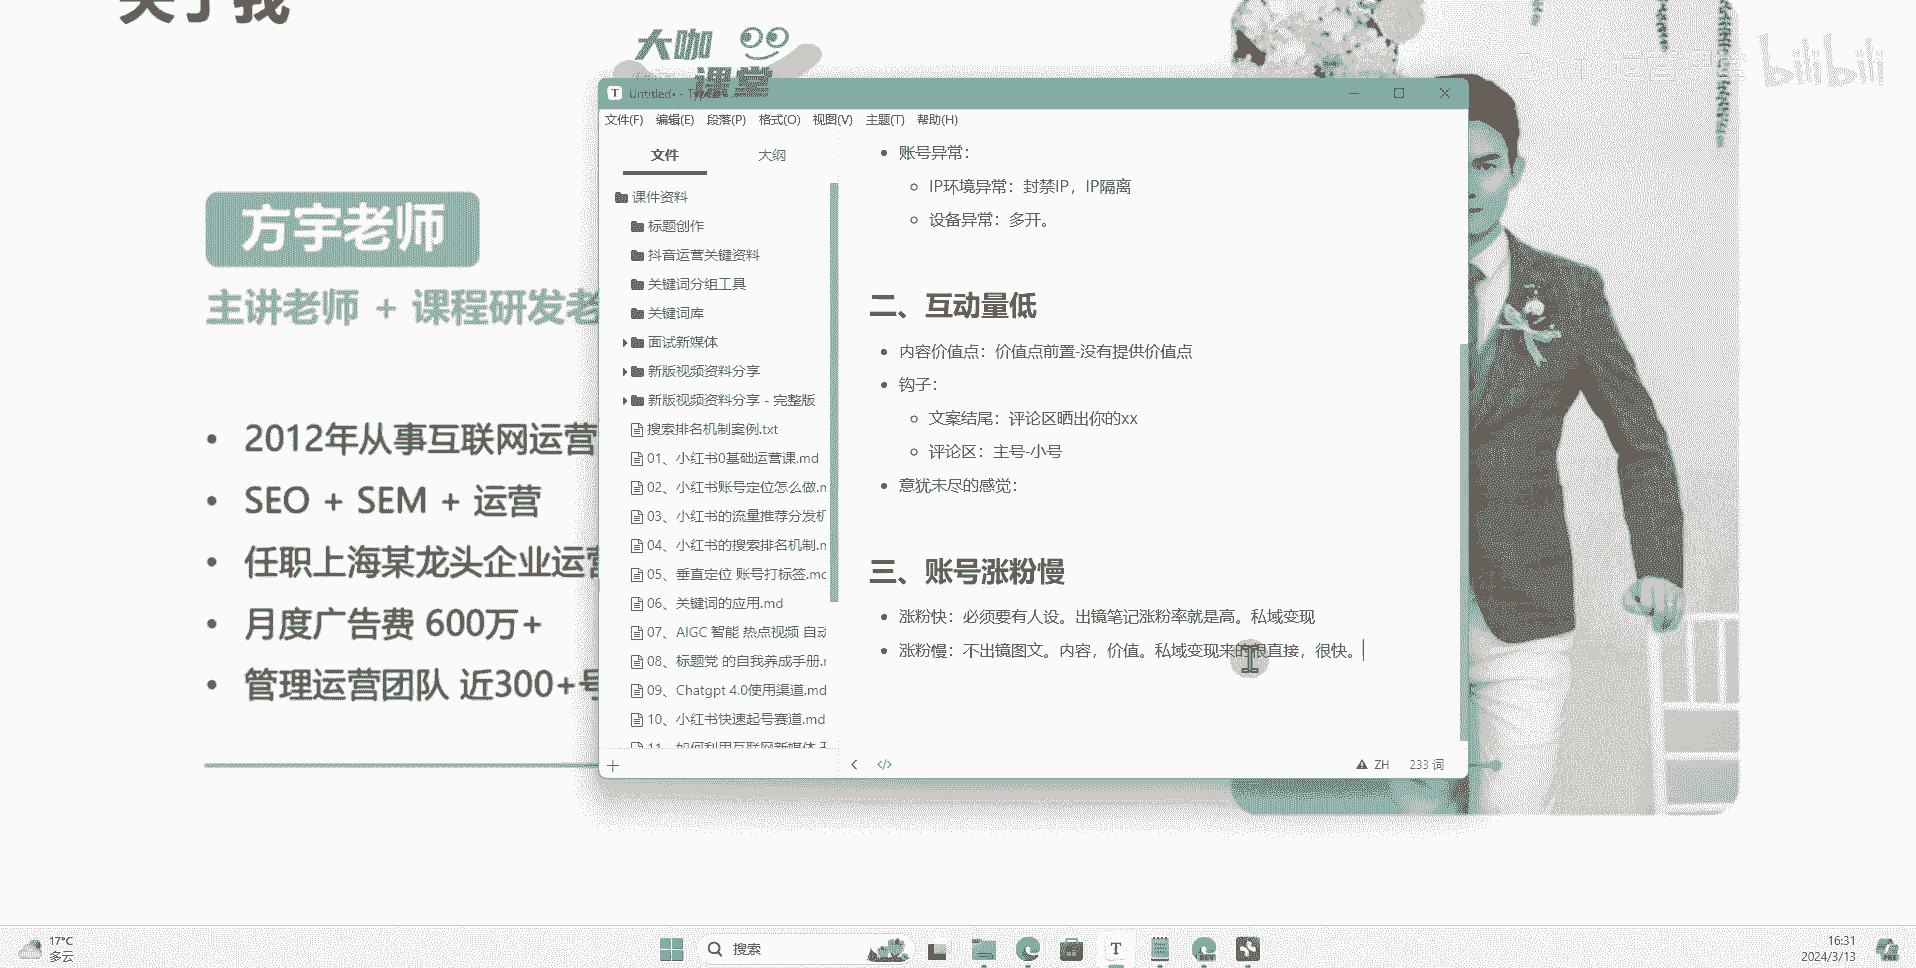 关于我
大咖
课堂
bilibili
方宇老师
主讲老师 + 课程研发老
2012年从事互联网运营
SEO + SEM + 运营
任职上海某龙头企业运营
月度广告费 600万+
管理运营团队 近300+号
Untitled• - Typora
文件(F) 编辑(E) 段落(P) 格式(O) 视图(V) 主题(T) 帮助(H)
文件 大纲
课件资料
标题创作
抖音运营关键资料
关键词分组工具
关键词库
面试新媒体
新版视频资料分享
新版视频资料分享 - 完整版
搜索排名机制案例.txt
01、小红书0基础运营课.md
02、小红书账号定位怎么做.m
03、小红书的流量推荐分发机
04、小红书的搜索排名机制.m
05、垂直定位 账号打标签.mc
06、关键词的应用.md
07、AIGC 智能 热点视频 自动
08、标题党 的自我养成手册.r
09、Chatgpt 4.0使用渠道.md
10、小红书快速起号赛道.md
11、如何利用互联网新媒体
账号异常：
IP环境异常：封禁IP，IP隔离
设备异常：多开。
二、互动量低
内容价值点：价值点前置-没有提供价值点
钩子：
文案结尾：评论区晒出你的xx
评论区：主号-小号
意犹未尽的感觉：
三、账号涨粉慢
涨粉快：必须要有人设。出镜笔记涨粉率就是高。私域变现
涨粉慢：不出镜图文。内容，价值。私域变现来的很直接，很快。
ZH 233 词
17°C
多云
搜索
16:31
2024/3/13